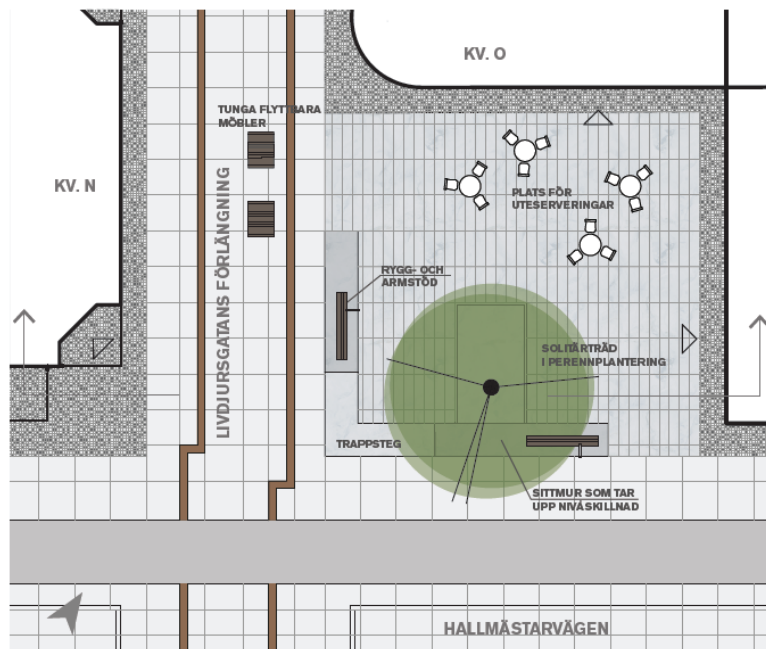 KV. O
TUNGA FLYTTBARA
MÖBLER
KV. N
PLATS FÖR
UTESERVERINGAR
LIVDJURSGATANS FÖRLÄNGNING
RYGG- OCH
ARMSTÖD
SOLITÄRTRÄD
I PERENNPLANTERING
TRAPPSTEG
SITTMUR SOM TAR
UPP NIVÅSKILLNAD
HALLMÄSTARVÄGEN